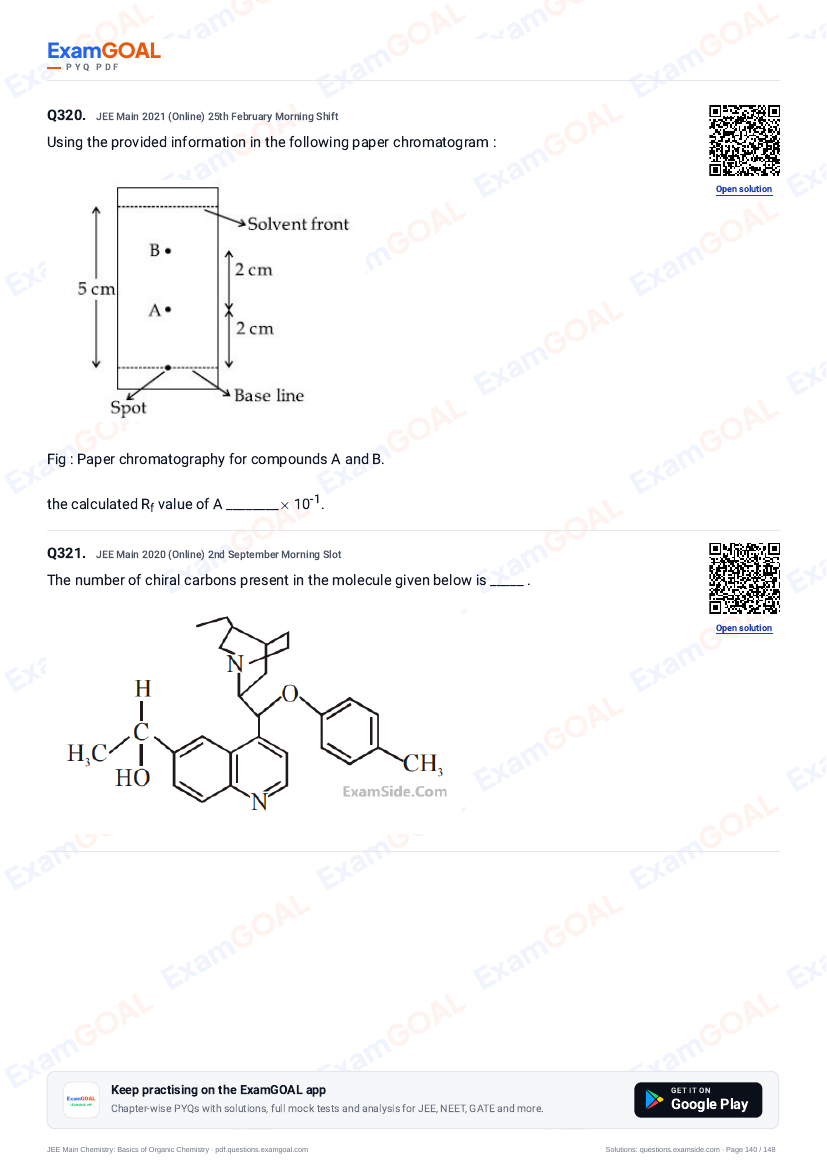 ExamGOAL
PYQ PDF
Q320. JEE Main 2021 (Online) 25th February Morning Shift
Using the provided information in the following paper chromatogram :
Open solution
Solvent front
B
2 cm
5 cm
A
2 cm
Base line
Spot
Fig : Paper chromatography for compounds A and B.
the calculated Rf value of A ________× 10-1.
Q321. JEE Main 2020 (Online) 2nd September Morning Slot
The number of chiral carbons present in the molecule given below is _____ .
Open solution
N
H
O
C
H3C
CH3
HO
ExamSide.Com
N
Keep practising on the ExamGOAL app
Chapter-wise PYQs with solutions, full mock tests and analysis for JEE, NEET, GATE and more.
GET IT ON
Google Play
JEE Main Chemistry: Basics of Organic Chemistry · pdf.questions.examgoal.com
Solutions: questions.examside.com · Page 140 / 148